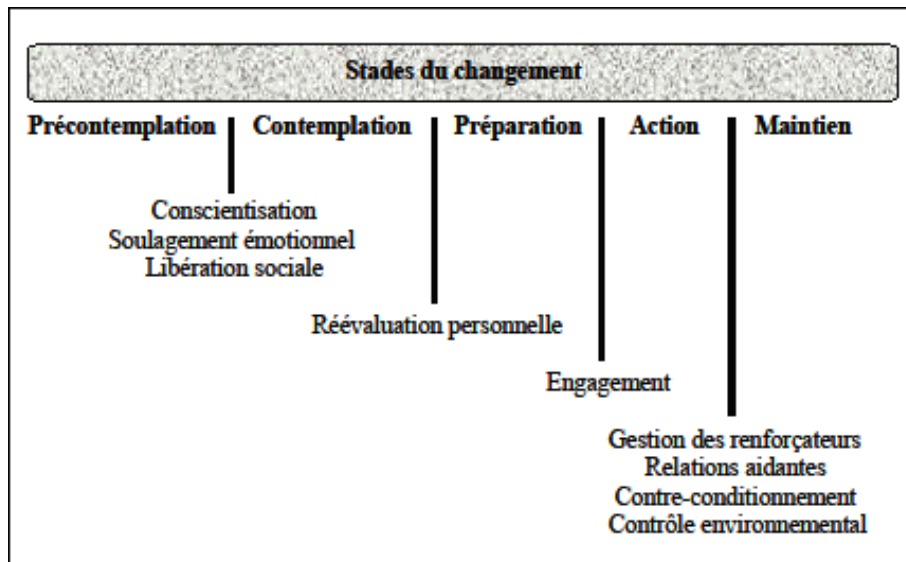 Stades du changement
Précontemplation Contemplation Préparation Action Maintien
Conscientisation
Soulagement émotionnel
Libération sociale
Réévaluation personnelle
Engagement
Gestion des renforçateurs
Relations aidantes
Contre-conditionnement
Contrôle environnemental